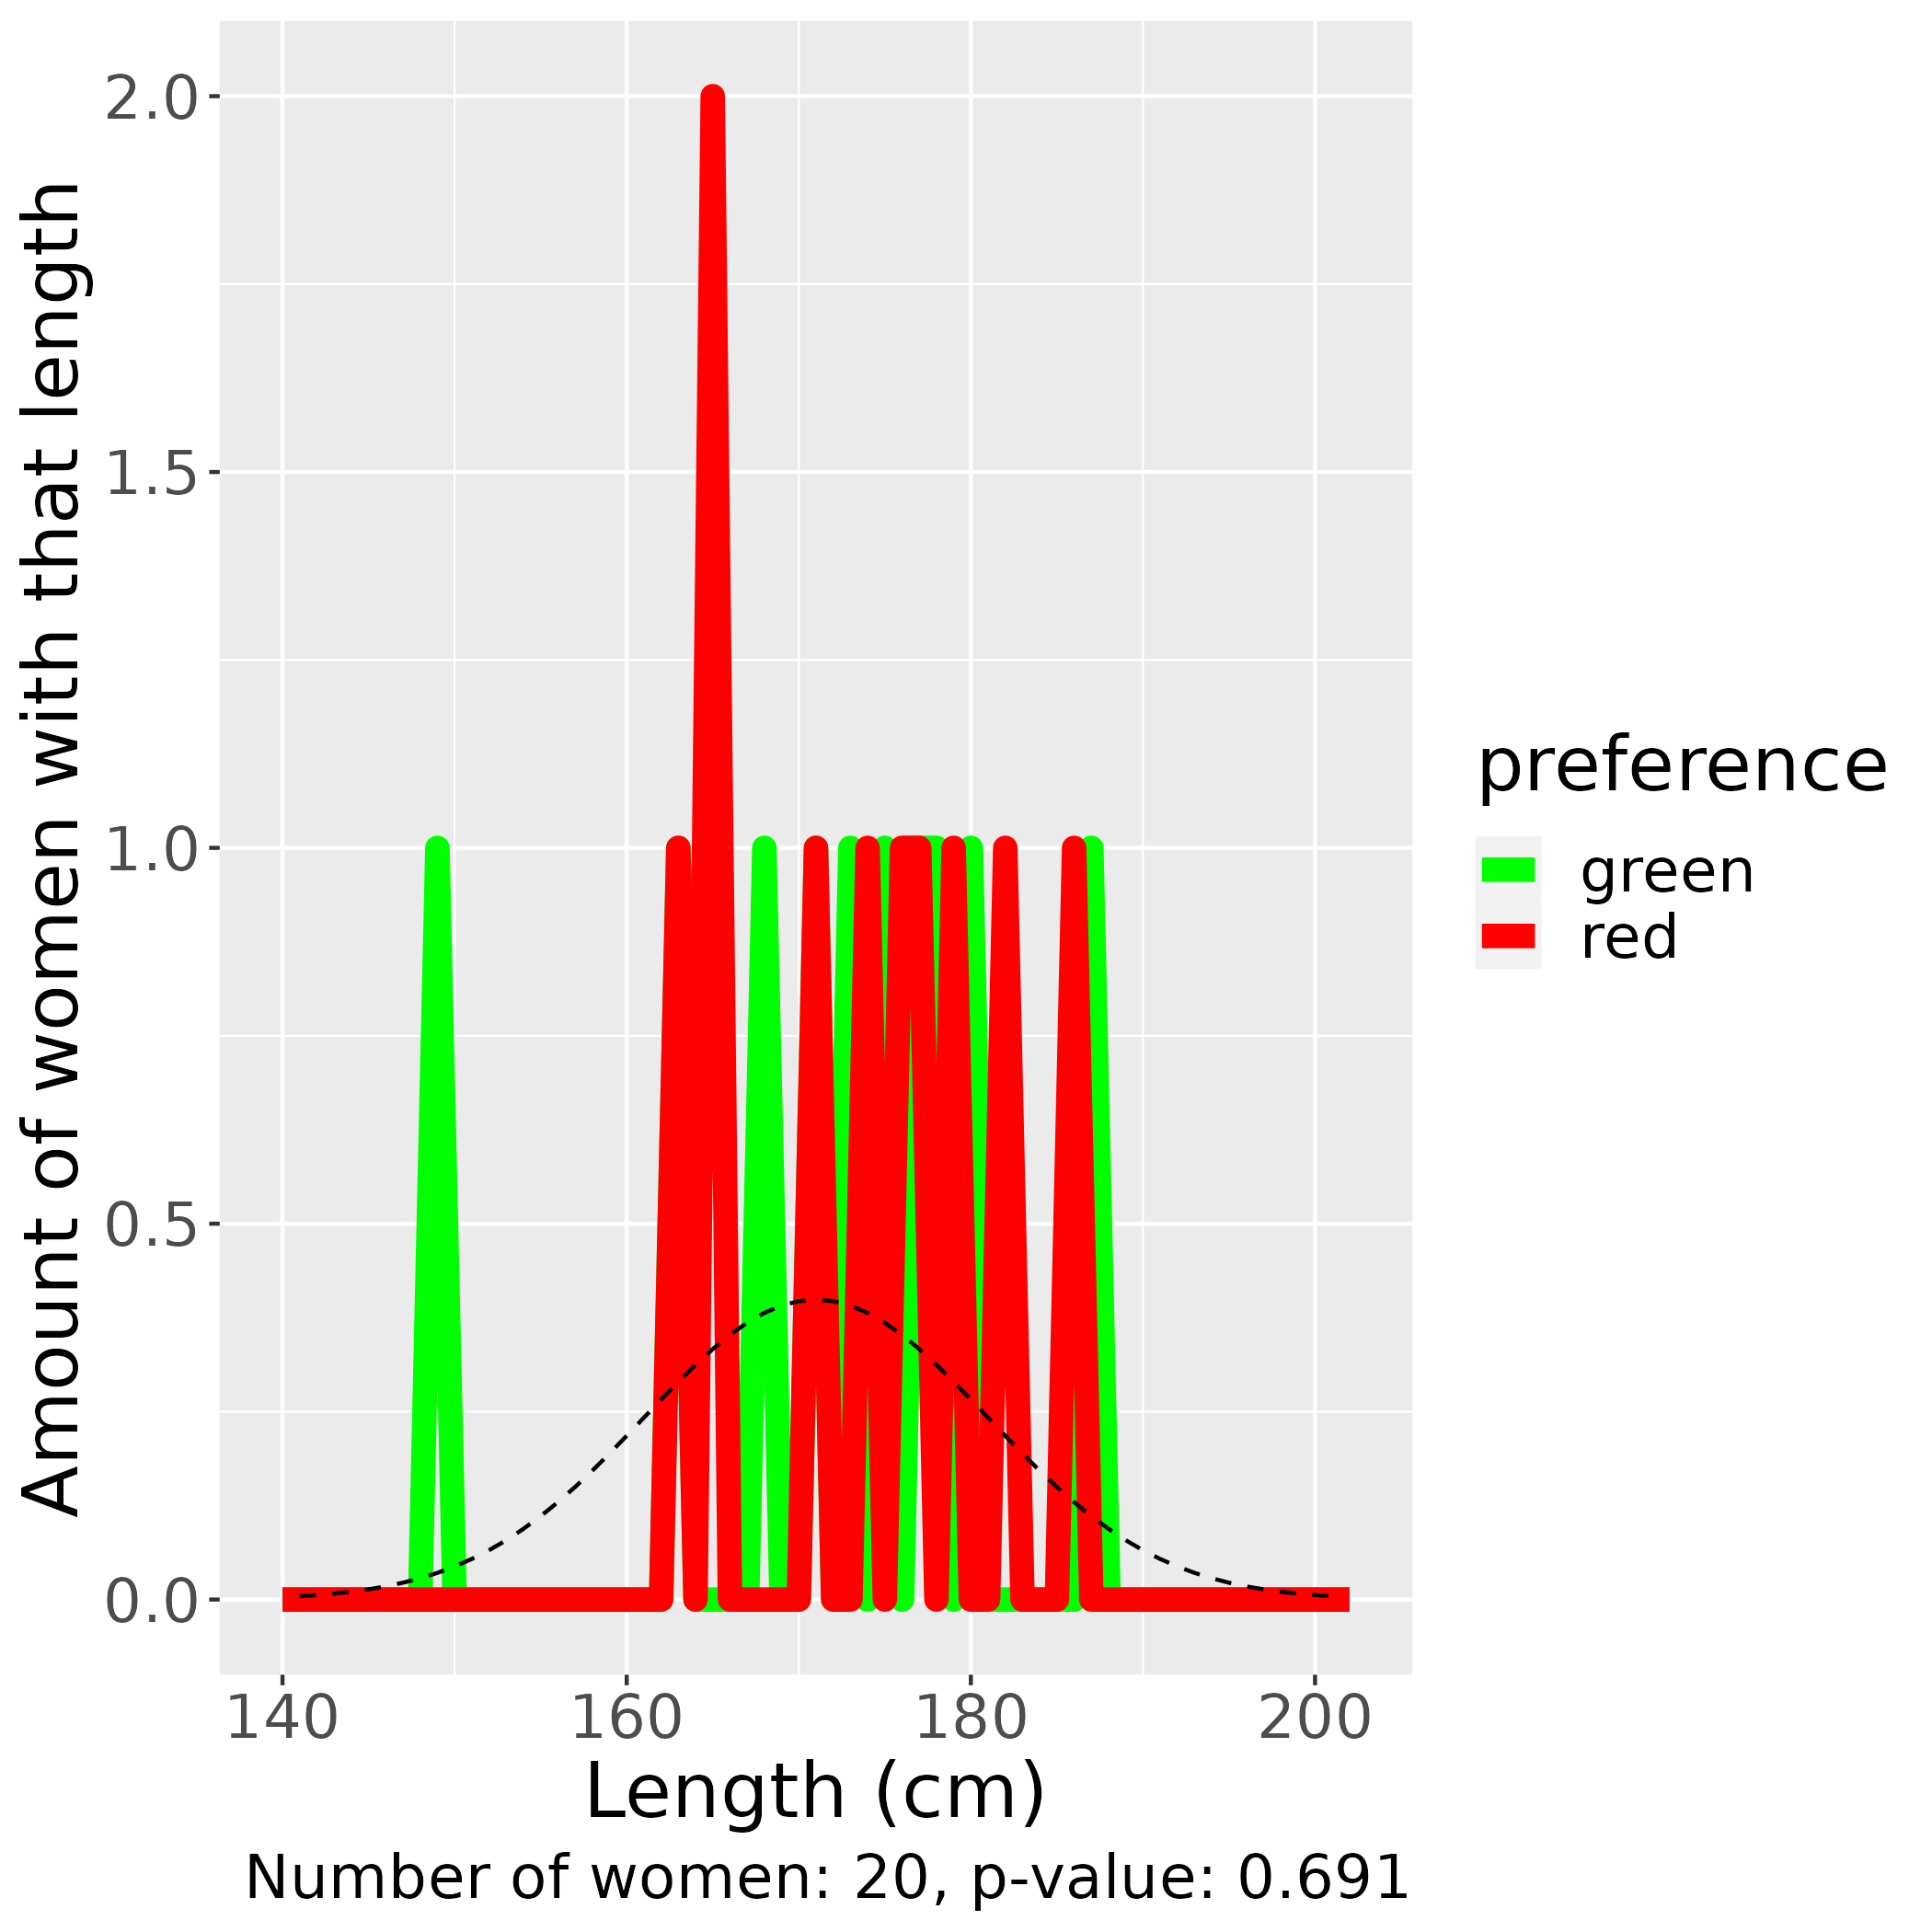 Amount of women with that length
2.0
1.5
1.0
0.5
0.0
140 160 180 200
Length (cm)
Number of women: 20, p-value: 0.691
preference
green
red